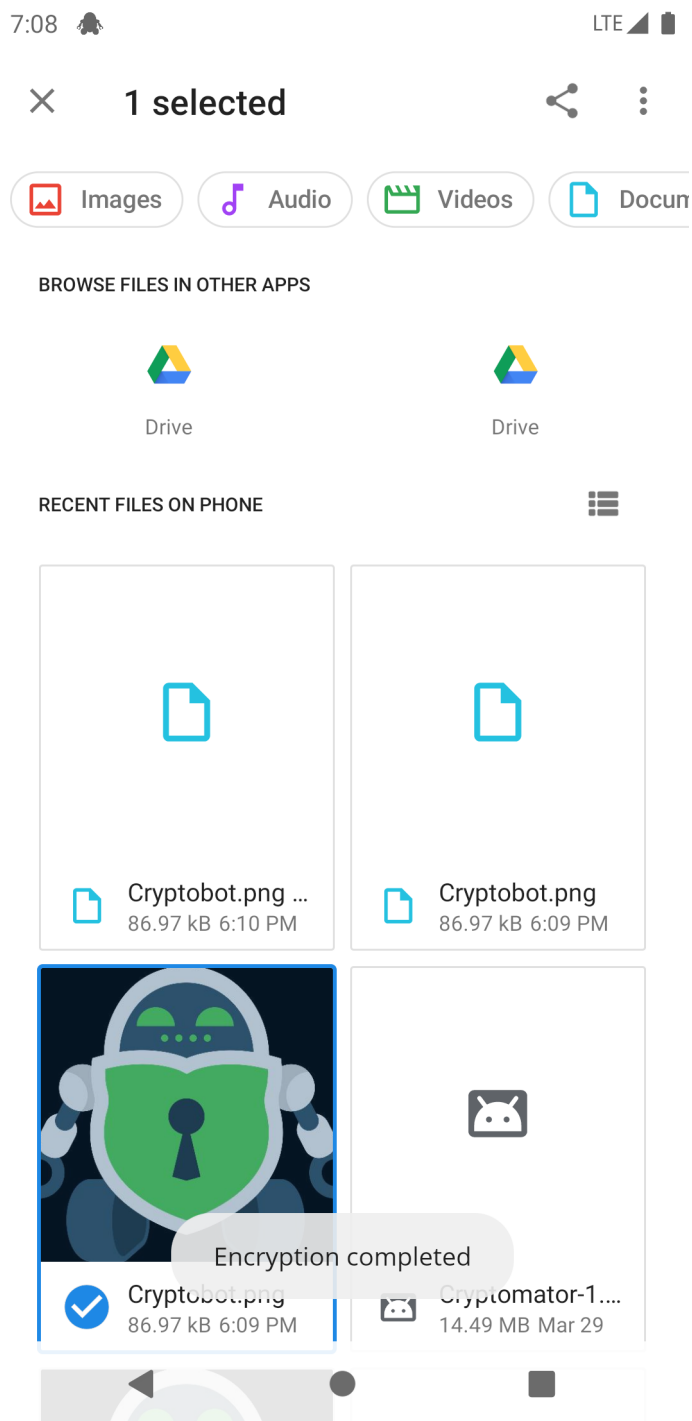 7:08
LTE
1 selected
Images
Audio
Videos
Docum
BROWSE FILES IN OTHER APPS
Drive
Drive
RECENT FILES ON PHONE
Cryptobot.png ...
86.97 kB 6:10 PM
Cryptobot.png
86.97 kB 6:09 PM
Encryption completed
Cryptobot.png
86.97 kB 6:09 PM
Cryptomator-1....
14.49 MB Mar 29